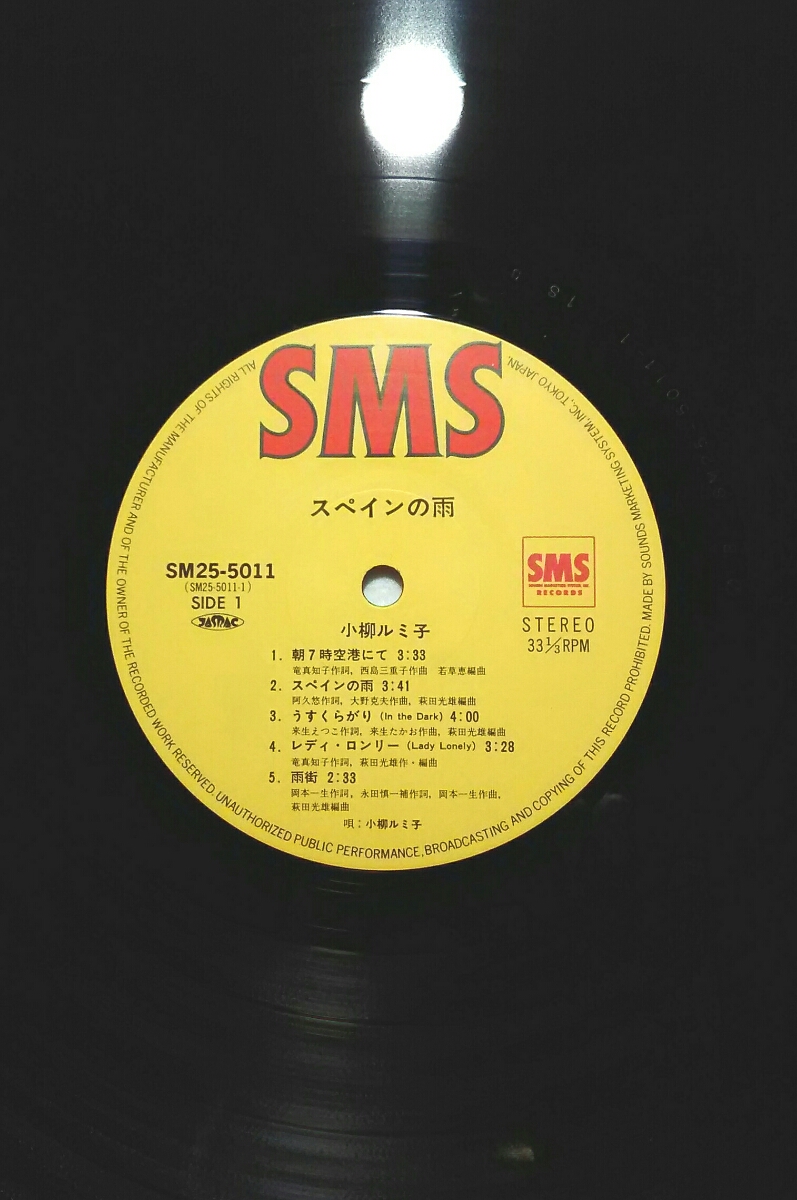 SMS
スペインの雨
SM25-5011
(SM25-5011-1)
SIDE 1
JASRAC
SMS
SOUNDS MARKETING SYSTEM, INC.
RECORDS
STEREO
33⅓RPM
小柳ルミ子
1. 朝7時空港にて 3:33
竜真知子作詞, 西島三重子作曲 若草恵編曲
2. スペインの雨 3:41
阿久悠作詞, 大野克夫作曲, 萩田光雄編曲
3. うすくらがり (In the Dark) 4:00
来生えつこ作詞, 来生たかお作曲, 萩田光雄編曲
4. レディ・ロンリー (Lady Lonely) 3:28
竜真知子作詞, 萩田光雄作・編曲
5. 雨街 2:33
岡本一生作詞, 永田慎一補作詞, 岡本一生作曲,
萩田光雄編曲
唄:小柳ルミ子
ALL RIGHTS OF THE MANUFACTURER AND OF THE OWNER OF THE RECORDED WORK RESERVED. UNAUTHORIZED PUBLIC PERFORMANCE, BROADCASTING AND COPYING OF THIS RECORD PROHIBITED. MADE BY SOUNDS MARKETING SYSTEM, INC., TOKYO JAPAN.